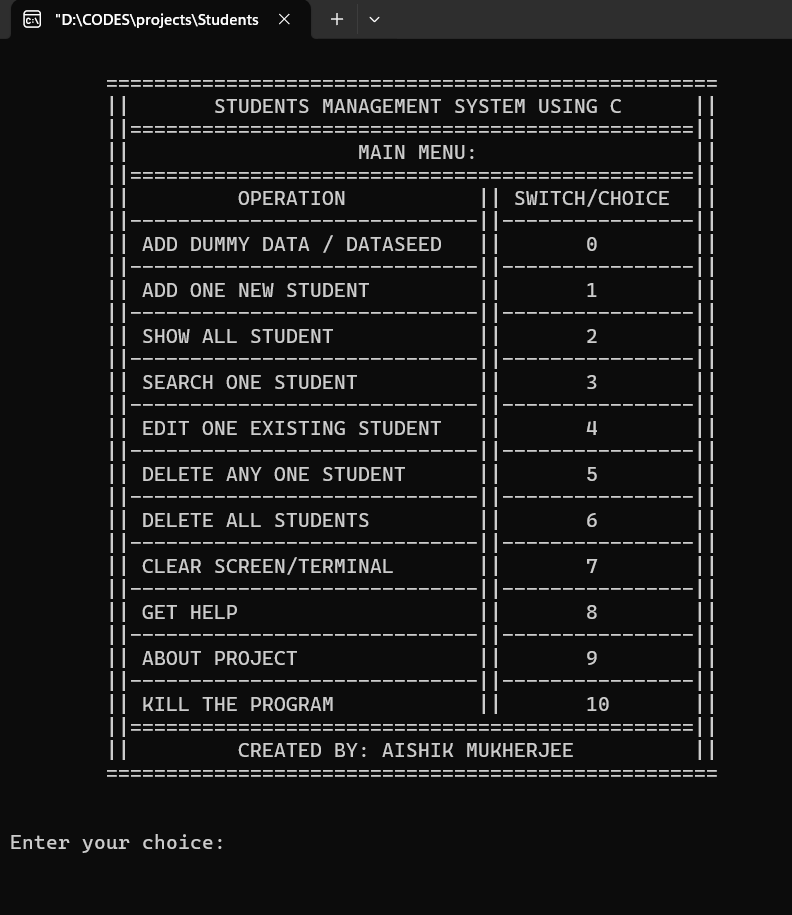 "D:\CODES\projects\Students
===================================================
||       STUDENTS MANAGEMENT SYSTEM USING C      ||
||===============================================||
||                   MAIN MENU:                  ||
||===============================================||
||         OPERATION           || SWITCH/CHOICE  ||
||-----------------------------||----------------||
|| ADD DUMMY DATA / DATASEED   ||       0        ||
||-----------------------------||----------------||
|| ADD ONE NEW STUDENT         ||       1        ||
||-----------------------------||----------------||
|| SHOW ALL STUDENT            ||       2        ||
||-----------------------------||----------------||
|| SEARCH ONE STUDENT          ||       3        ||
||-----------------------------||----------------||
|| EDIT ONE EXISTING STUDENT   ||       4        ||
||-----------------------------||----------------||
|| DELETE ANY ONE STUDENT      ||       5        ||
||-----------------------------||----------------||
|| DELETE ALL STUDENTS         ||       6        ||
||-----------------------------||----------------||
|| CLEAR SCREEN/TERMINAL       ||       7        ||
||-----------------------------||----------------||
|| GET HELP                    ||       8        ||
||-----------------------------||----------------||
|| ABOUT PROJECT               ||       9        ||
||-----------------------------||----------------||
|| KILL THE PROGRAM            ||       10       ||
||===============================================||
||         CREATED BY: AISHIK MUKHERJEE          ||
===================================================
Enter your choice: